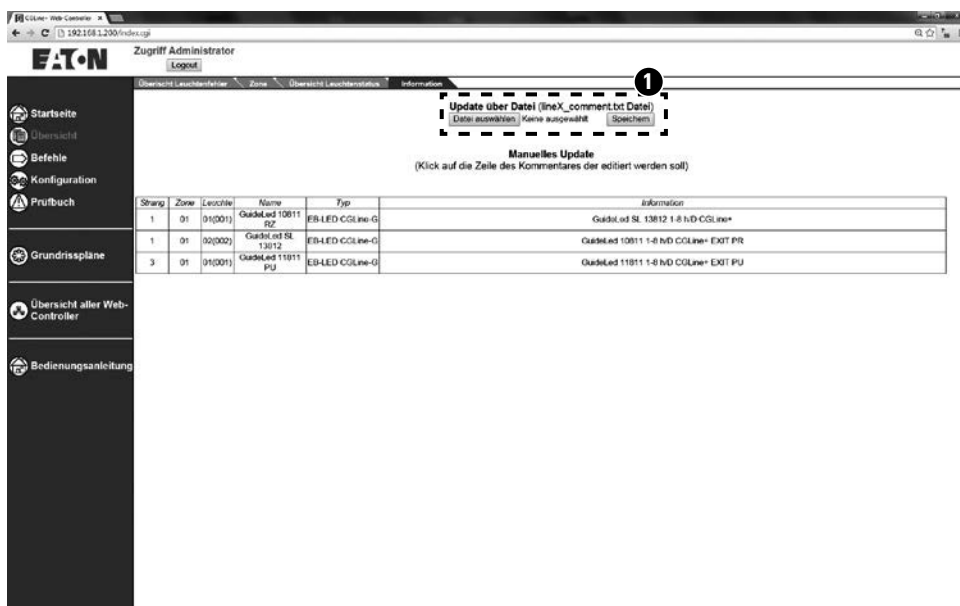 CGLine+ Web-Controller
192.168.1.200/index.cgi
EATON
Zugriff Administrator
Logout
Übersicht Leuchtenfehler
Zone
Übersicht Leuchtenstatus
Information
1
Update über Datei (lineX_comment.txt Datei)
Datei auswählen Keine ausgewählt Speichern
Manuelles Update
(Klick auf die Zeile des Kommentares der editiert werden soll)
Startseite
Übersicht
Befehle
Konfiguration
Prüfbuch
Grundrisspläne
Übersicht aller Web-
Controller
Bedienungsanleitung
Strang Zone Leuchte Name Typ Information
1 01 01(001) GuideLed 10811 RZ EB-LED CGLine-G GuideLed SL 13812 1-8 h/D CGLine+
1 01 02(002) GuideLed SL 13012 EB-LED CGLine-G GuideLed 10811 1-8 h/D CGLine+ EXIT PR
3 01 01(001) GuideLed 11811 PU EB-LED CGLine-G GuideLed 11811 1-8 h/D CGLine+ EXIT PU